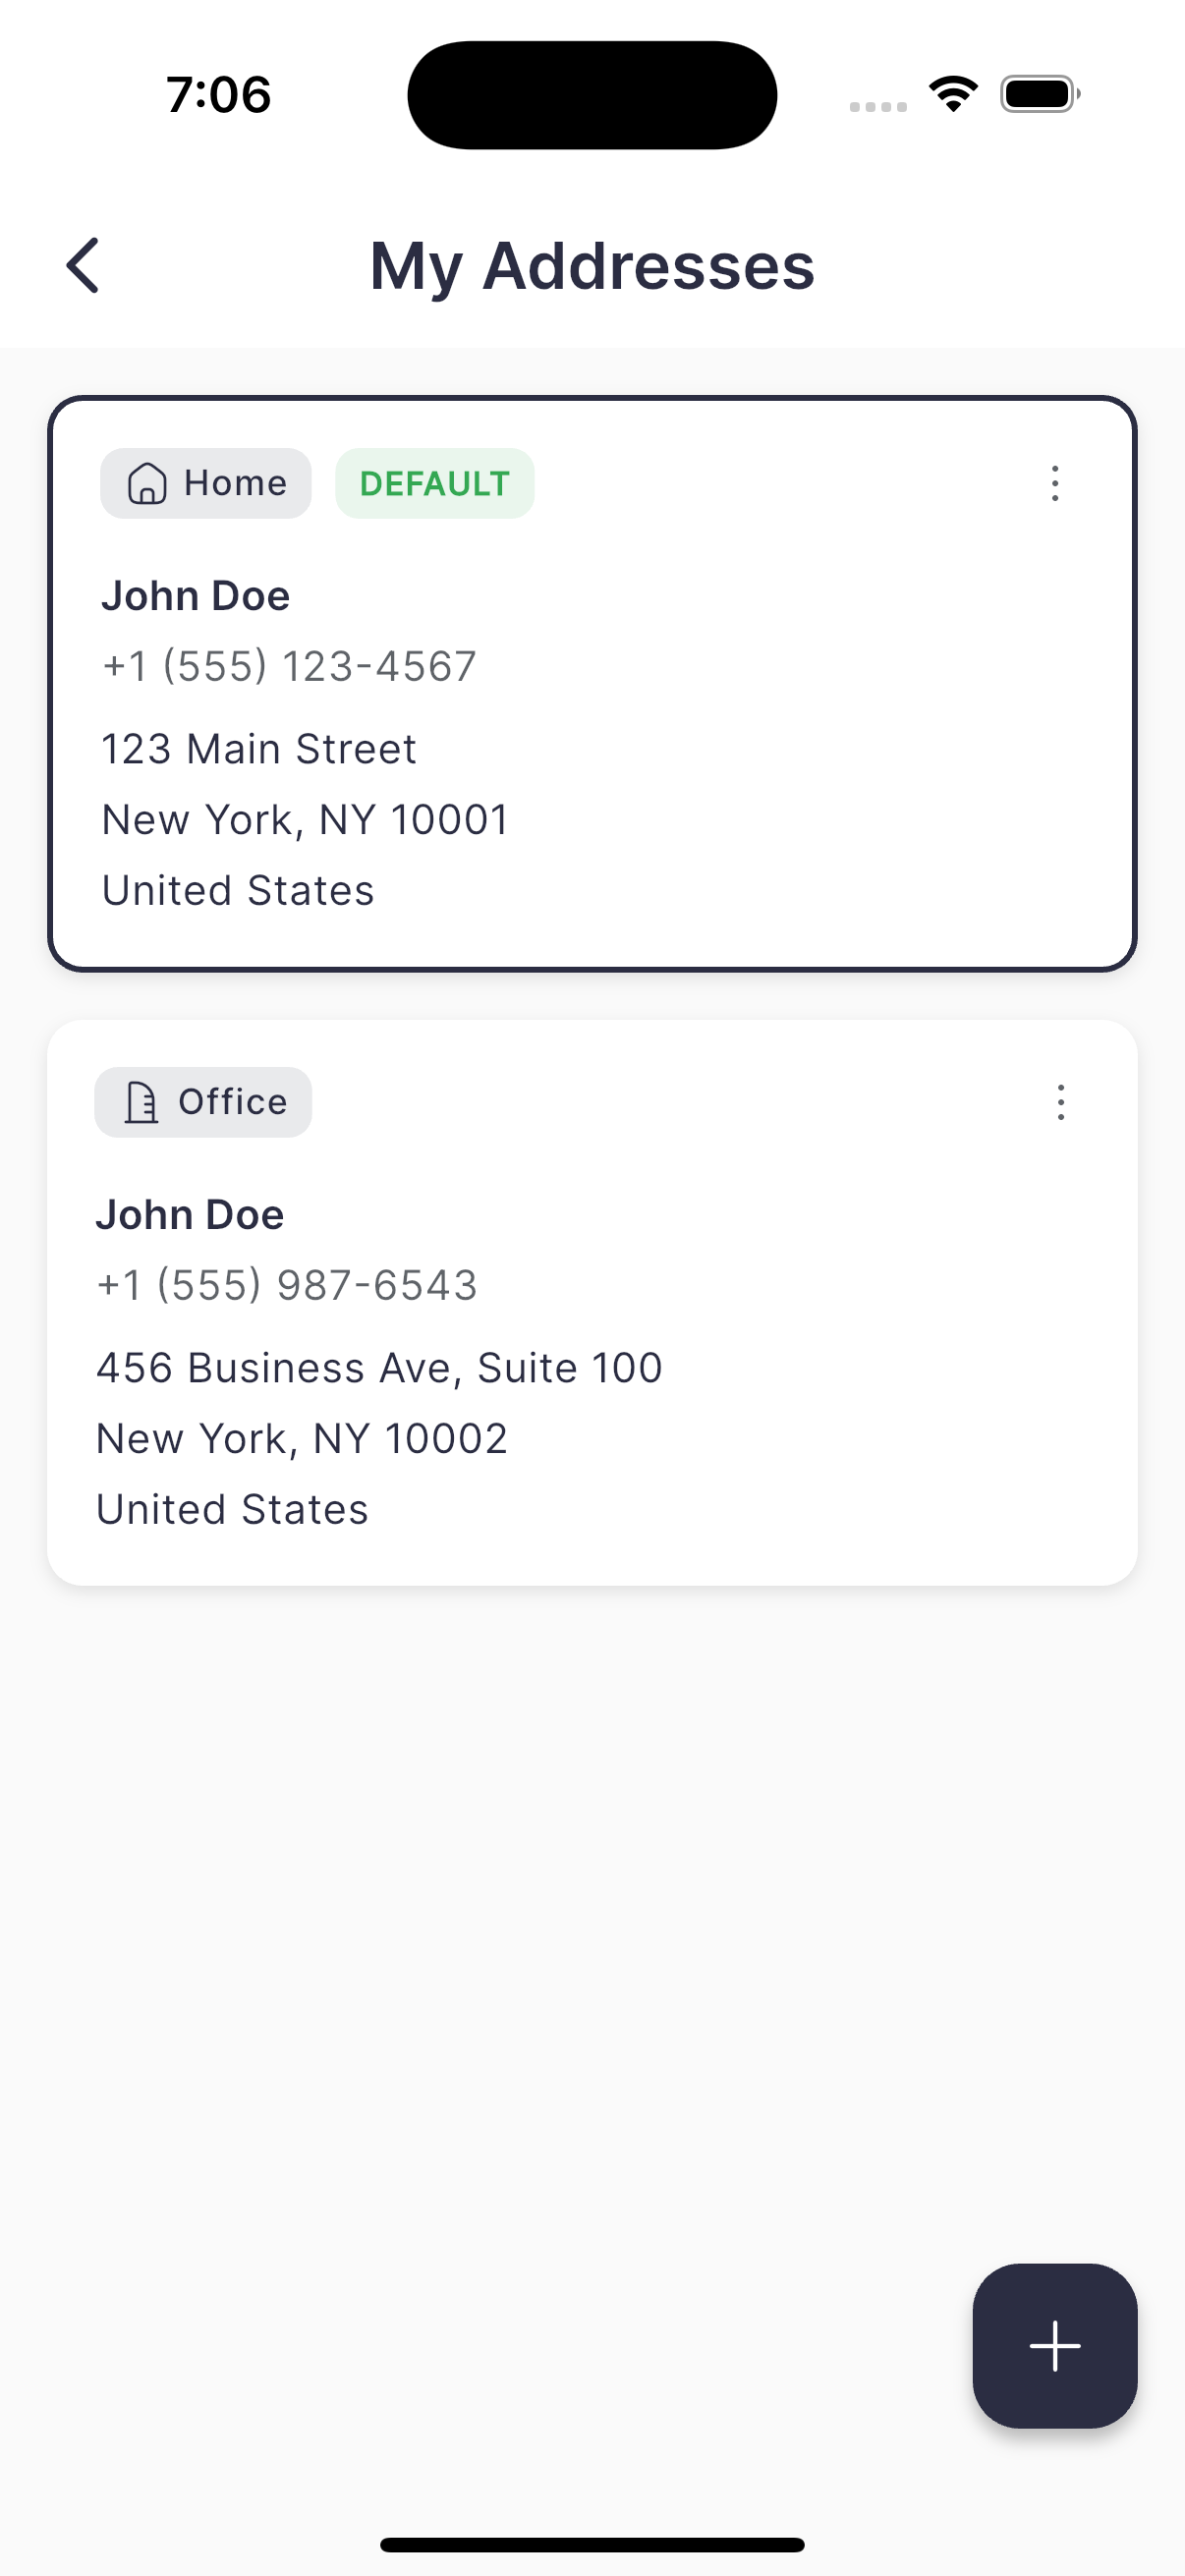 7:06
My Addresses
Home
DEFAULT
John Doe
+1 (555) 123-4567
123 Main Street
New York, NY 10001
United States
Office
John Doe
+1 (555) 987-6543
456 Business Ave, Suite 100
New York, NY 10002
United States